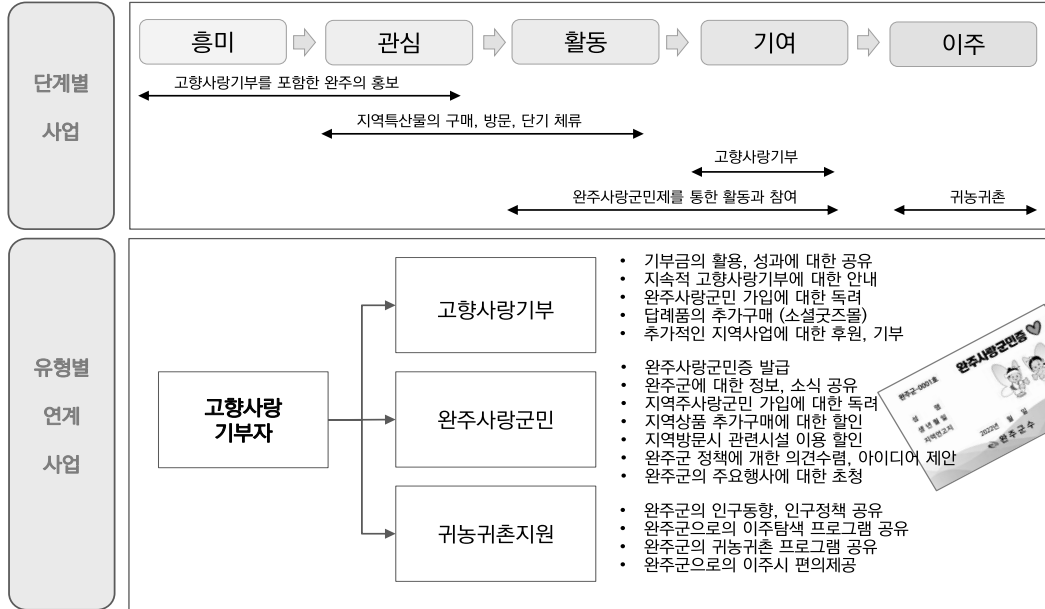 단계별
사업
흥미
관심
활동
기여
이주
고향사랑기부를 포함한 완주의 홍보
지역특산물의 구매, 방문, 단기 체류
고향사랑기부
완주사랑군민제를 통한 활동과 참여
귀농귀촌
유형별
연계
사업
고향사랑
기부자
고향사랑기부
• 기부금의 활용, 성과에 대한 공유
• 지속적 고향사랑기부에 대한 안내
• 완주사랑군민 가입에 대한 독려
• 답례품의 추가구매 (소셜굿즈몰)
• 추가적인 지역사업에 대한 후원, 기부
완주사랑군민
• 완주사랑군민증 발급
• 완주군에 대한 정보, 소식 공유
• 지역주사랑군민 가입에 대한 독려
• 지역상품 추가구매에 대한 할인
• 지역방문시 관련시설 이용 할인
• 완주군 정책에 개한 의견수렴, 아이디어 제안
• 완주군의 주요행사에 대한 초청
귀농귀촌지원
• 완주군의 인구동향, 인구정책 공유
• 완주군으로의 이주탐색 프로그램 공유
• 완주군의 귀농귀촌 프로그램 공유
• 완주군으로의 이주시 편의제공
완주군-0001호
완주사랑군민증
성 명
생년월일
지역연고지
2022년 월 일
완주군수